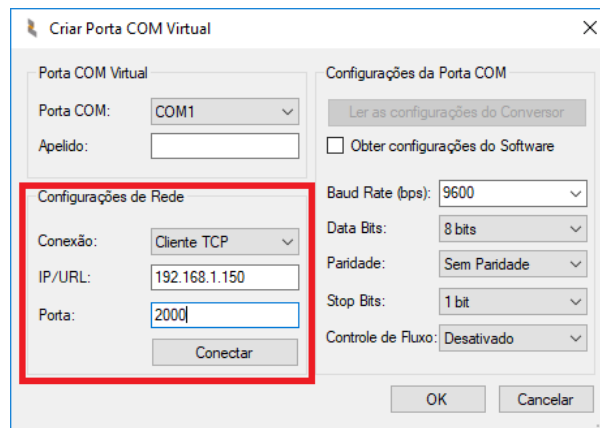 Criar Porta COM Virtual
Porta COM Virtual
Porta COM: COM1
Apelido:
Configurações de Rede
Conexão: Cliente TCP
IP/URL: 192.168.1.150
Porta: 2000
Conectar
Configurações da Porta COM
Ler as configurações do Conversor
Obter configurações do Software
Baud Rate (bps): 9600
Data Bits: 8 bits
Paridade: Sem Paridade
Stop Bits: 1 bit
Controle de Fluxo: Desativado
OK Cancelar